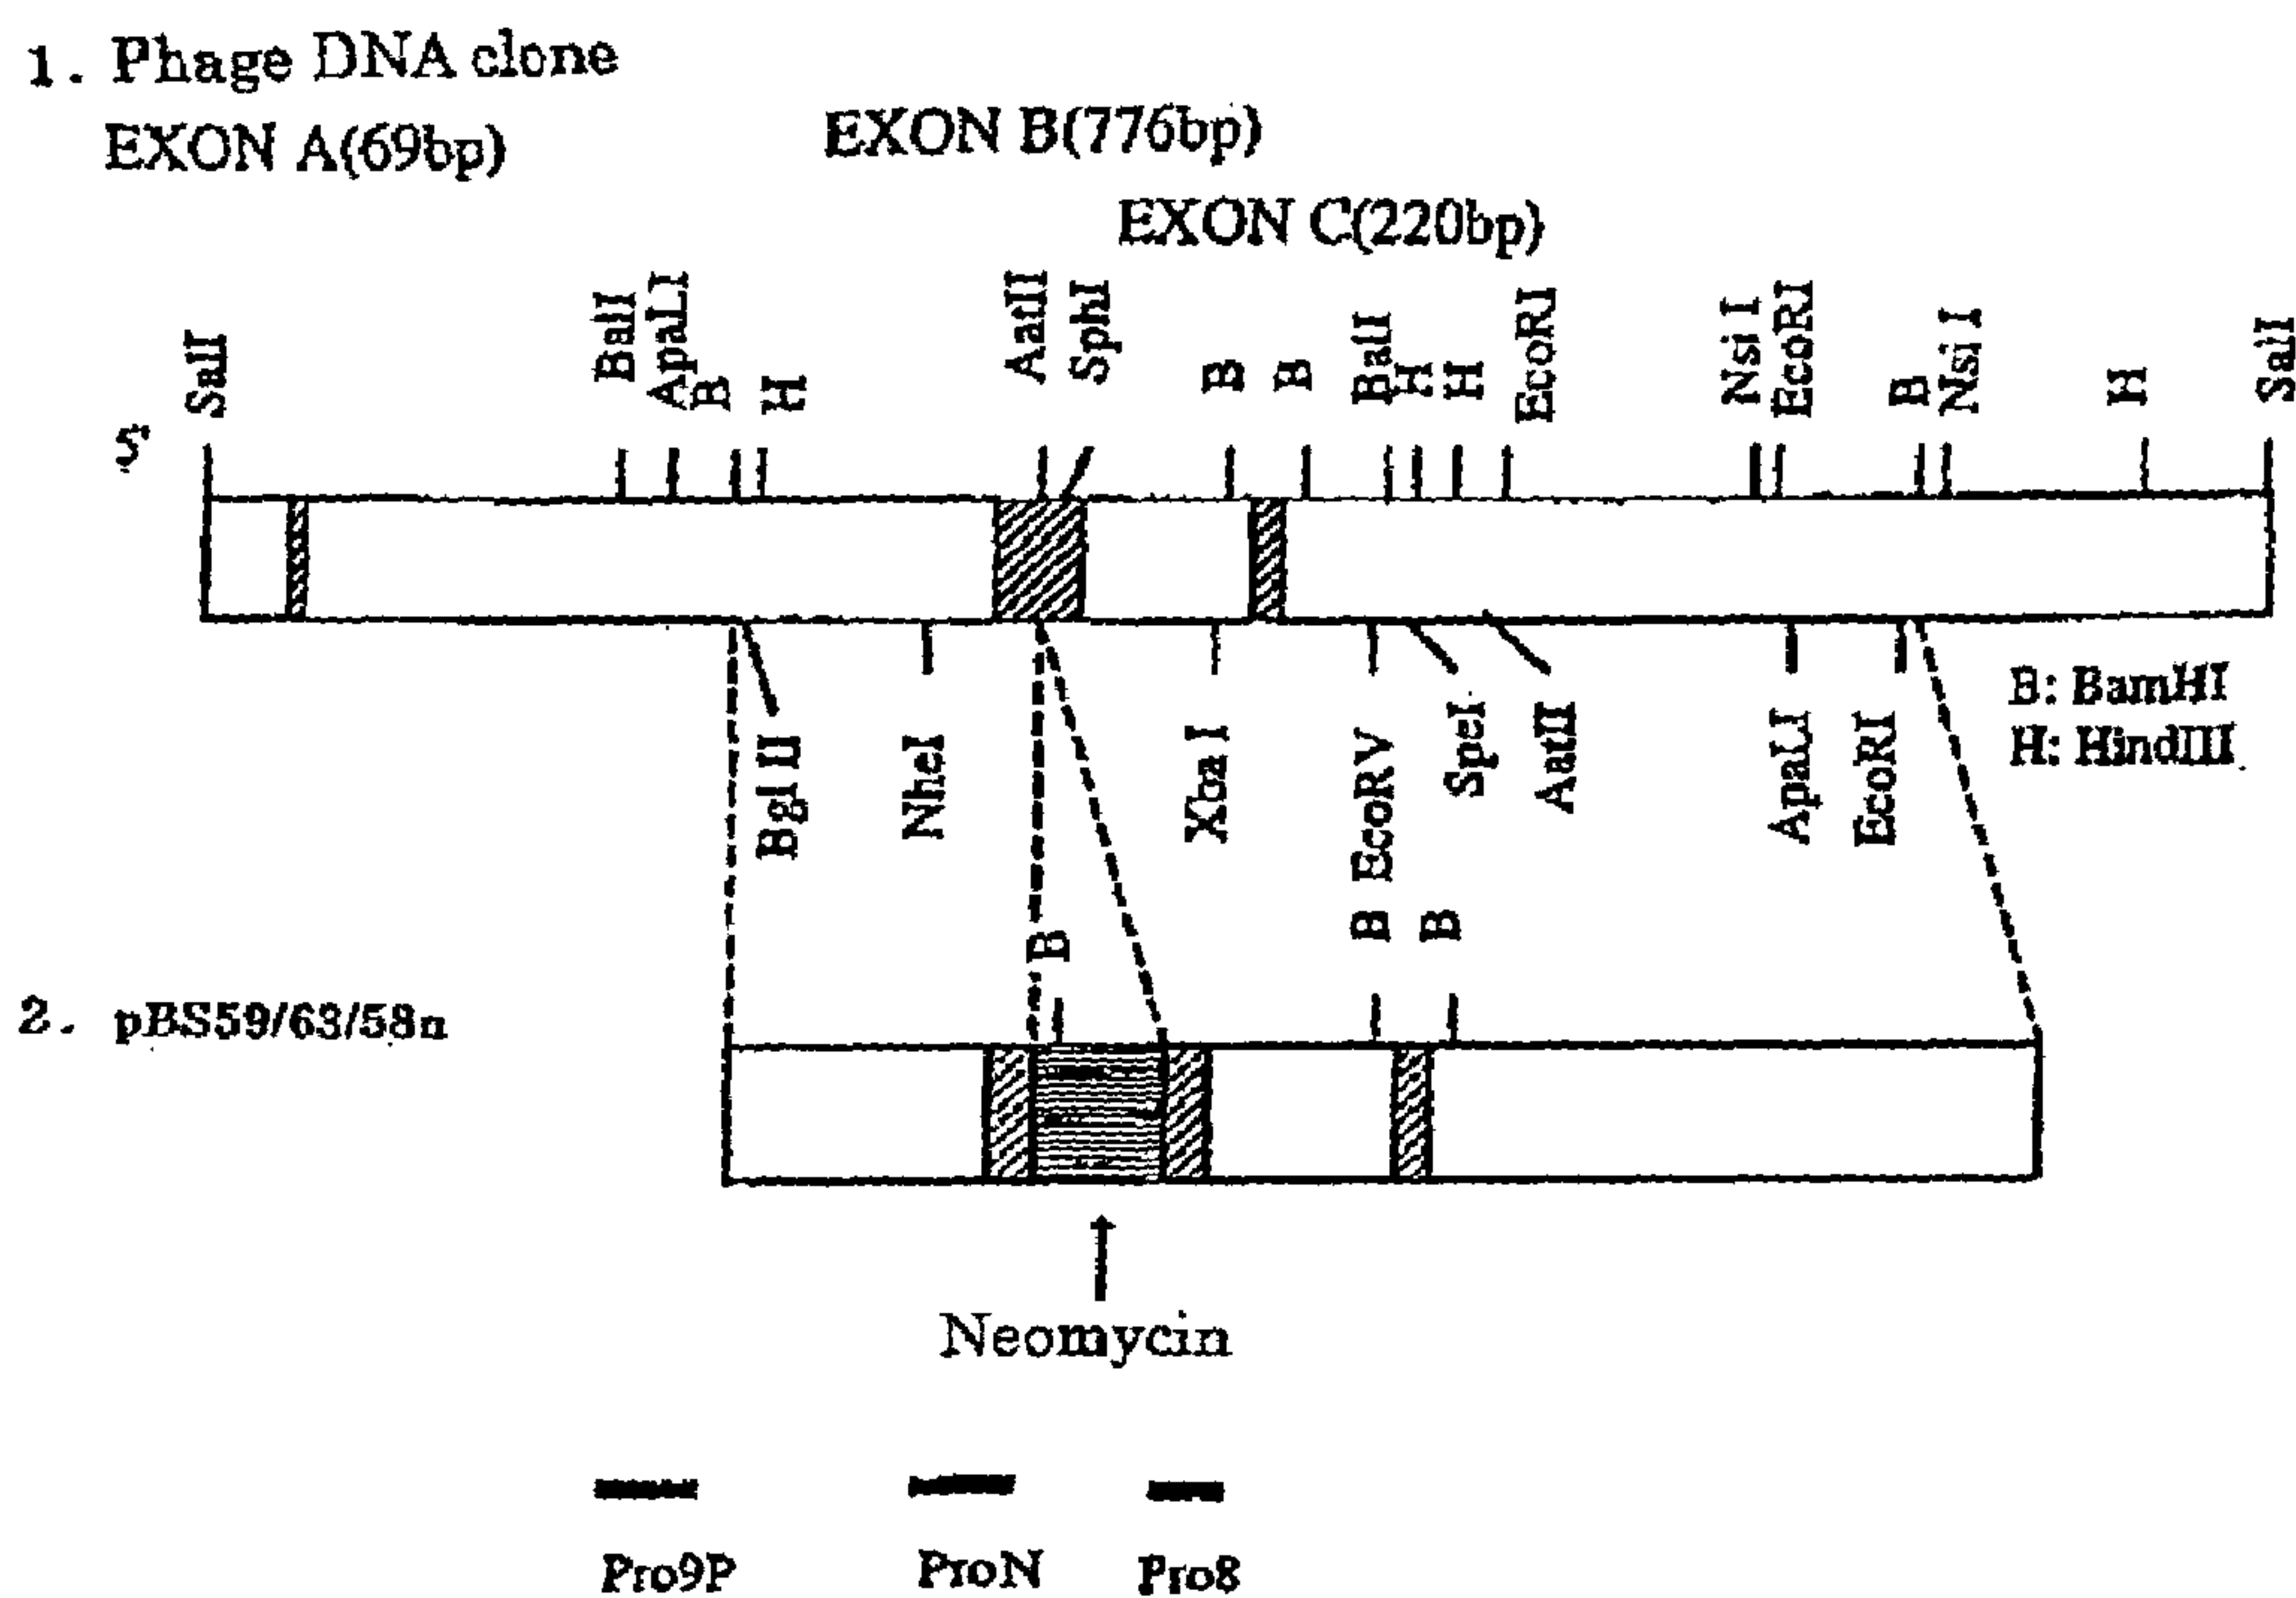 1. Phage DNA clone
EXON A(69bp)
EXON B(776bp)
EXON C(220bp)
5'
SalI
BalI
ApaLI
B
H
AatII
SphI
B
B
BalI
H
H
EcoRI
Nsi I
EcoRI
B
Nsi I
H
SalI
Bgl II
NheI
Xba I
EcoRV
SpeI
AatII
ApaLI
EcoRI
B: BamHI
H: HindIII
B
B
B
2. pBS59/63/58n
Neomycin
Pro9P
ProN
Pro8